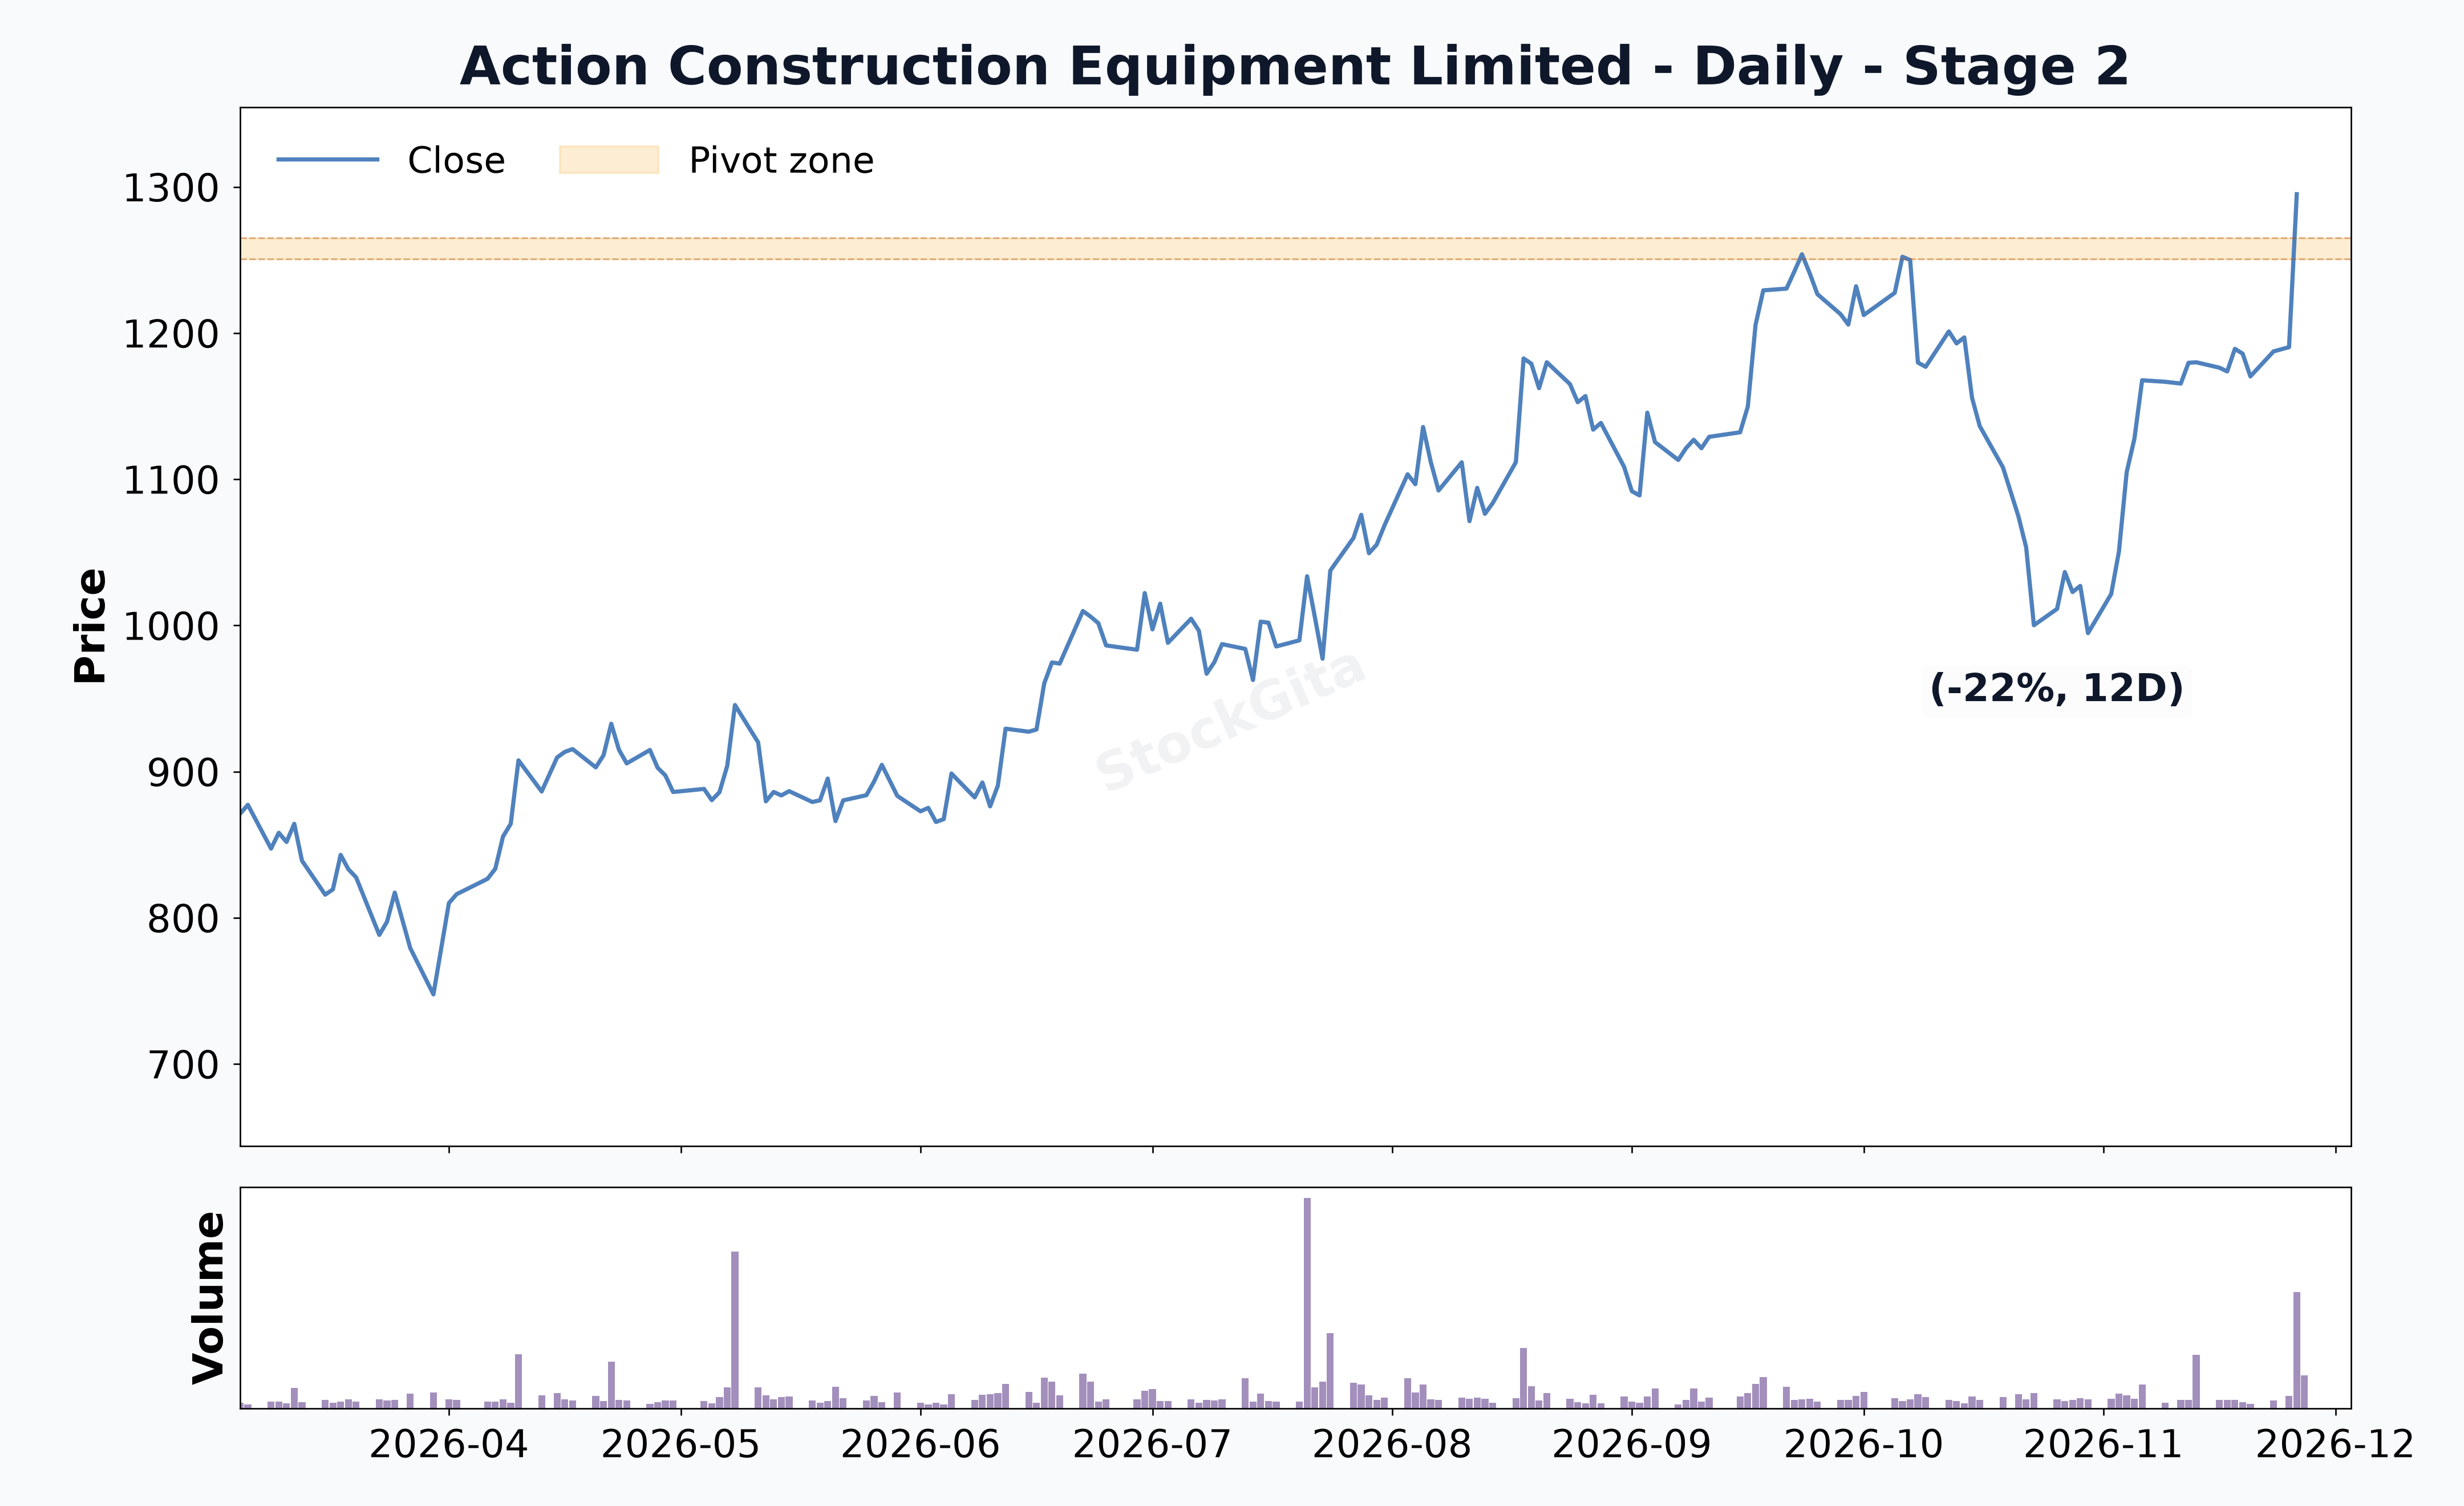 Action Construction Equipment Limited - Daily - Stage 2
Close
Pivot zone
1300
1200
1100
1000
900
800
700
Price
StockGita
(-22%, 12D)
Volume
2026-04
2026-05
2026-06
2026-07
2026-08
2026-09
2026-10
2026-11
2026-12